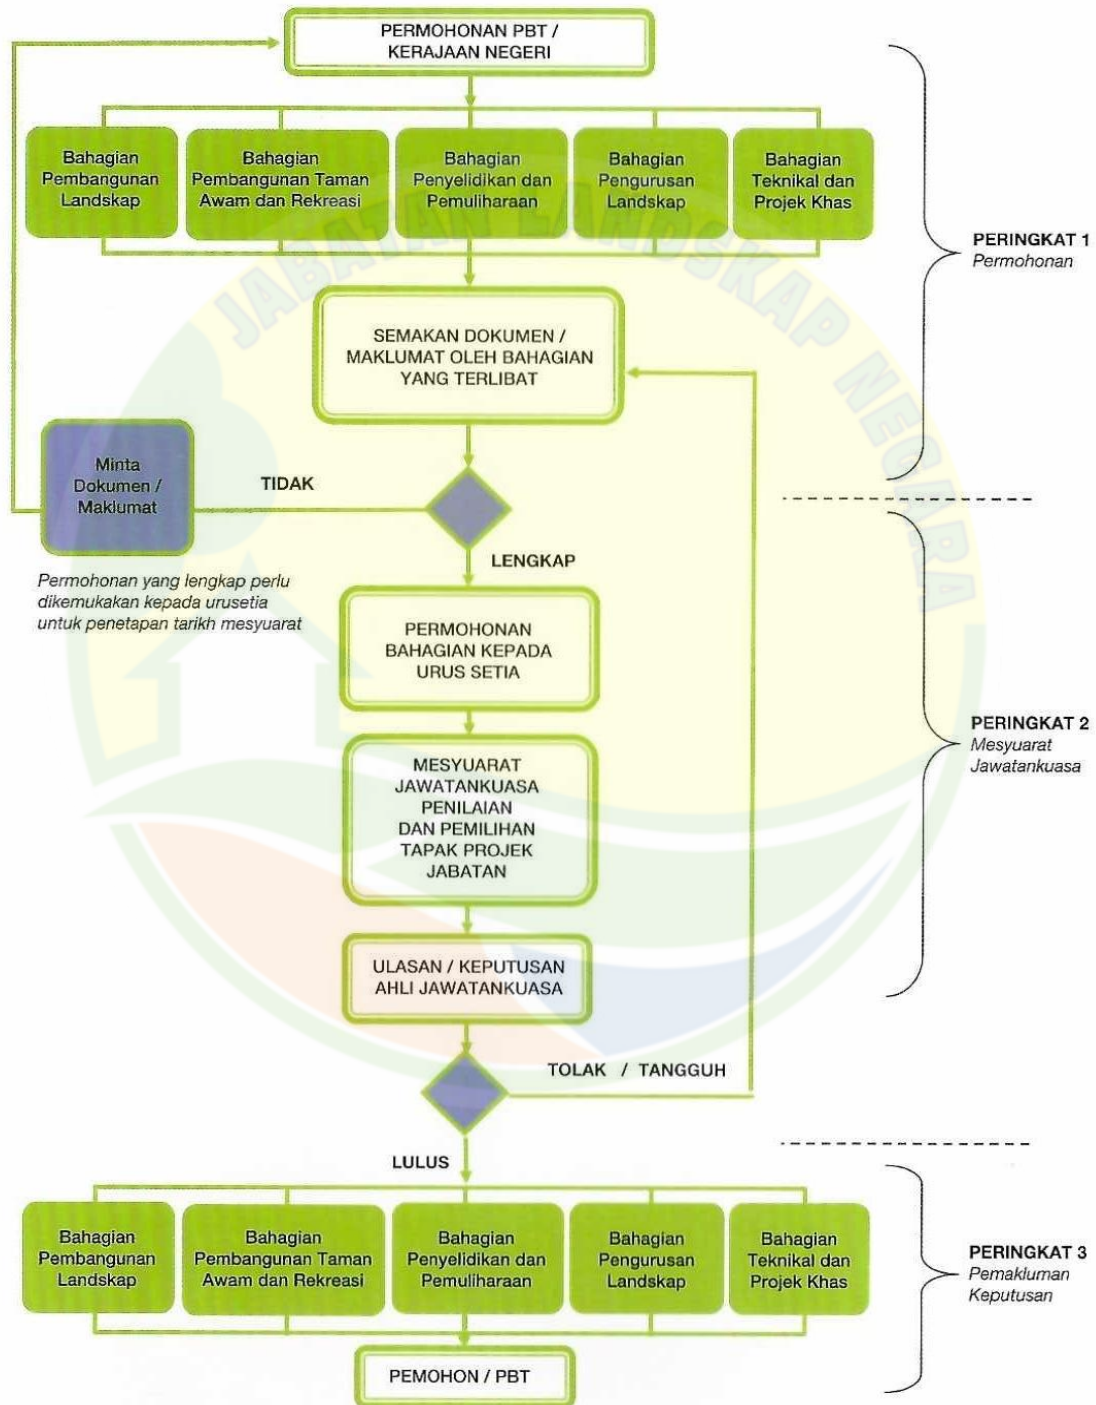 PERMOHONAN PBT /
KERAJAAN NEGERI
Bahagian
Pembangunan
Landskap
Bahagian
Pembangunan Taman
Awam dan Rekreasi
Bahagian
Penyelidikan dan
Pemuliharaan
Bahagian
Pengurusan
Landskap
Bahagian
Teknikal dan
Projek Khas
PERINGKAT 1
Permohonan
JABATAN LANDSKAP NEGARA
SEMAKAN DOKUMEN /
MAKLUMAT OLEH BAHAGIAN
YANG TERLIBAT
Minta
Dokumen /
Maklumat
TIDAK
LENGKAP
Permohonan yang lengkap perlu
dikemukakan kepada urusetia
untuk penetapan tarikh mesyuarat
PERMOHONAN
BAHAGIAN KEPADA
URUS SETIA
PERINGKAT 2
Mesyuarat
Jawatankuasa
MESYUARAT
JAWATANKUASA
PENILAIAN
DAN PEMILIHAN
TAPAK PROJEK
JABATAN
ULASAN / KEPUTUSAN
AHLI JAWATANKUASA
TOLAK / TANGGUH
LULUS
Bahagian
Pembangunan
Landskap
Bahagian
Pembangunan Taman
Awam dan Rekreasi
Bahagian
Penyelidikan dan
Pemuliharaan
Bahagian
Pengurusan
Landskap
Bahagian
Teknikal dan
Projek Khas
PERINGKAT 3
Pemakluman
Keputusan
PEMOHON / PBT